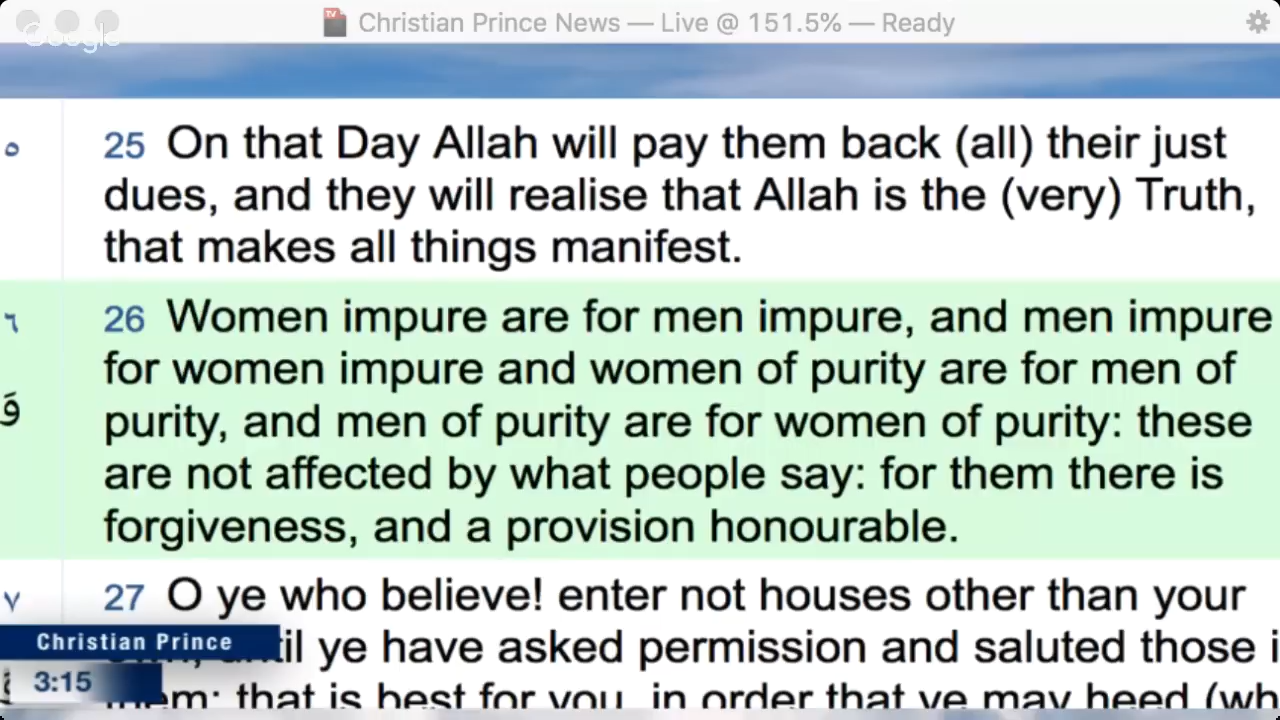 Christian Prince News — Live @ 151.5% — Ready
Google
25 On that Day Allah will pay them back (all) their just
dues, and they will realise that Allah is the (very) Truth,
that makes all things manifest.
26 Women impure are for men impure, and men impure
for women impure and women of purity are for men of
purity, and men of purity are for women of purity: these
are not affected by what people say: for them there is
forgiveness, and a provision honourable.
27 O ye who believe! enter not houses other than your
ye have asked permission and saluted those
that is best for you, in order that ye may heed
Christian Prince
3:15